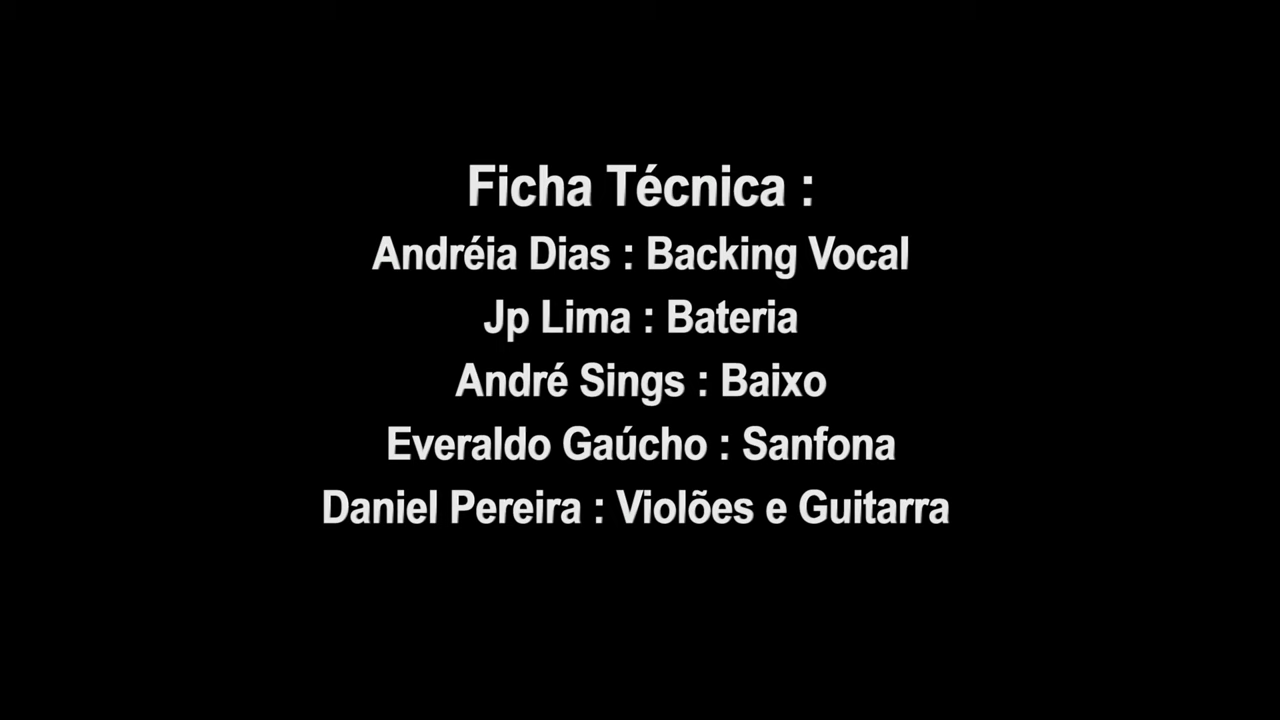 Ficha Técnica :
Andréia Dias : Backing Vocal
Jp Lima : Bateria
André Sings : Baixo
Everaldo Gaúcho : Sanfona
Daniel Pereira : Violões e Guitarra